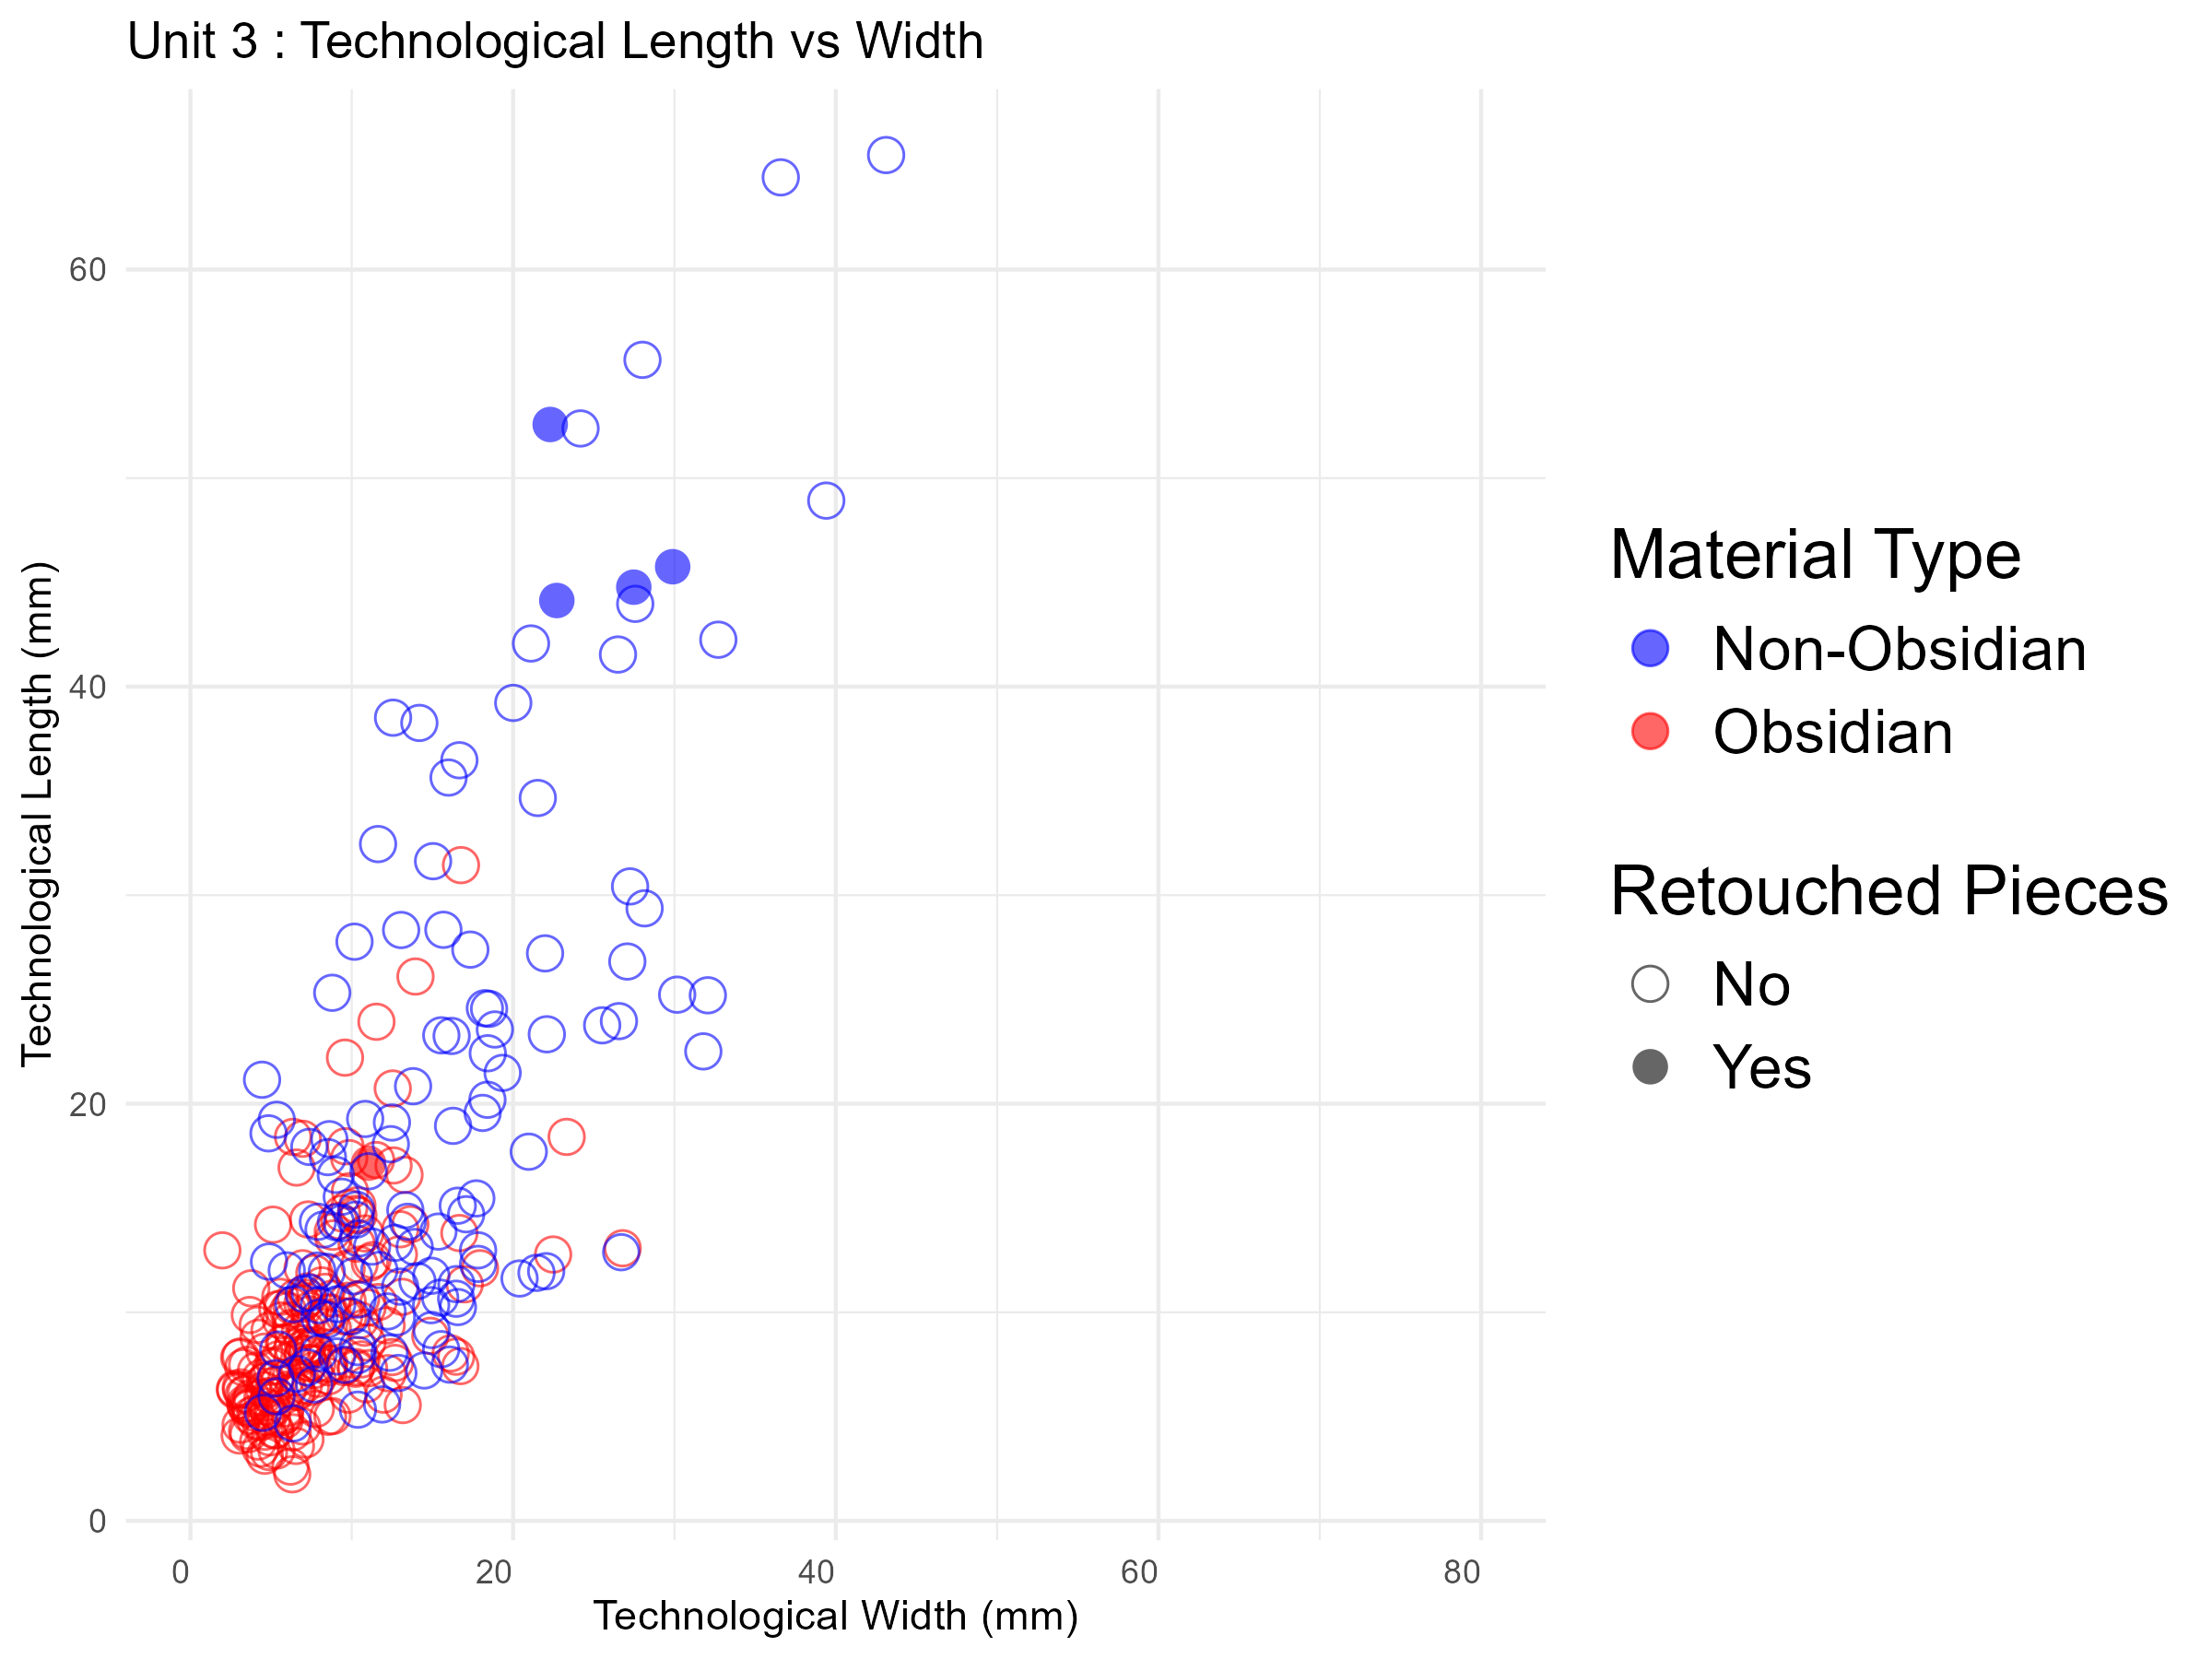 Unit 3 : Technological Length vs Width
Technological Length (mm)
60
40
20
0
0 20 40 60 80
Technological Width (mm)
Material Type
Non-Obsidian
Obsidian
Retouched Pieces
No
Yes